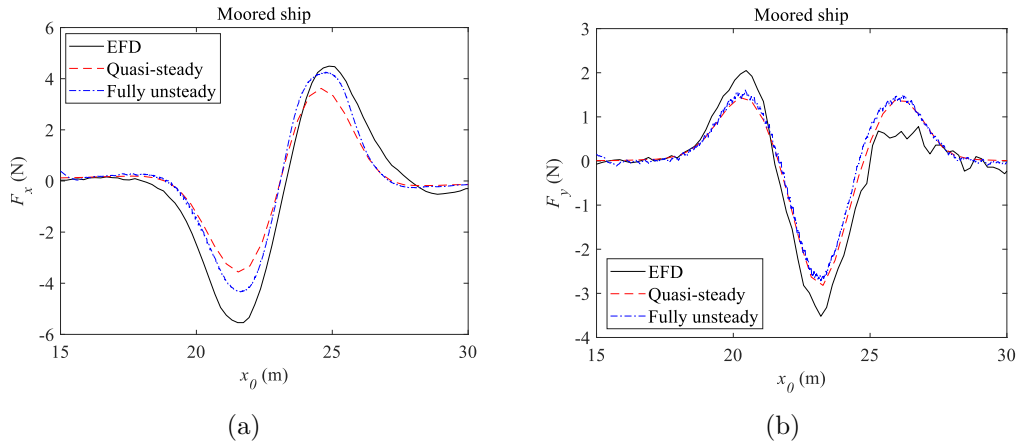 Moored ship
EFD
Quasi-steady
Fully unsteady
6
4
2
0
-2
-4
-6
F_x (N)
15
20
25
30
x_0 (m)
(a)
Moored ship
3
2
1
0
-1
-2
-3
-4
F_y (N)
EFD
Quasi-steady
Fully unsteady
15
20
25
30
x_0 (m)
(b)